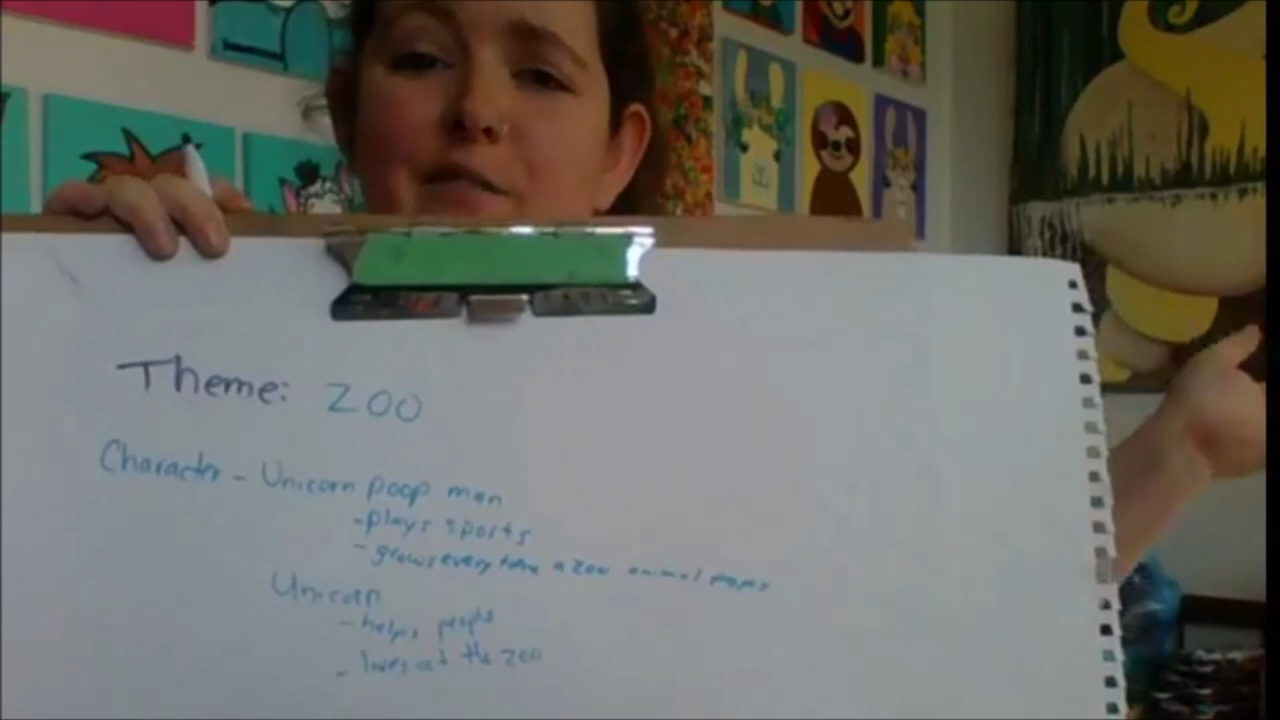 Theme: ZOO
Character - Unicorn poop man
- plays sports
- grows every time a zoo animal poops
Unicorn
- helps people
- lives at the zoo